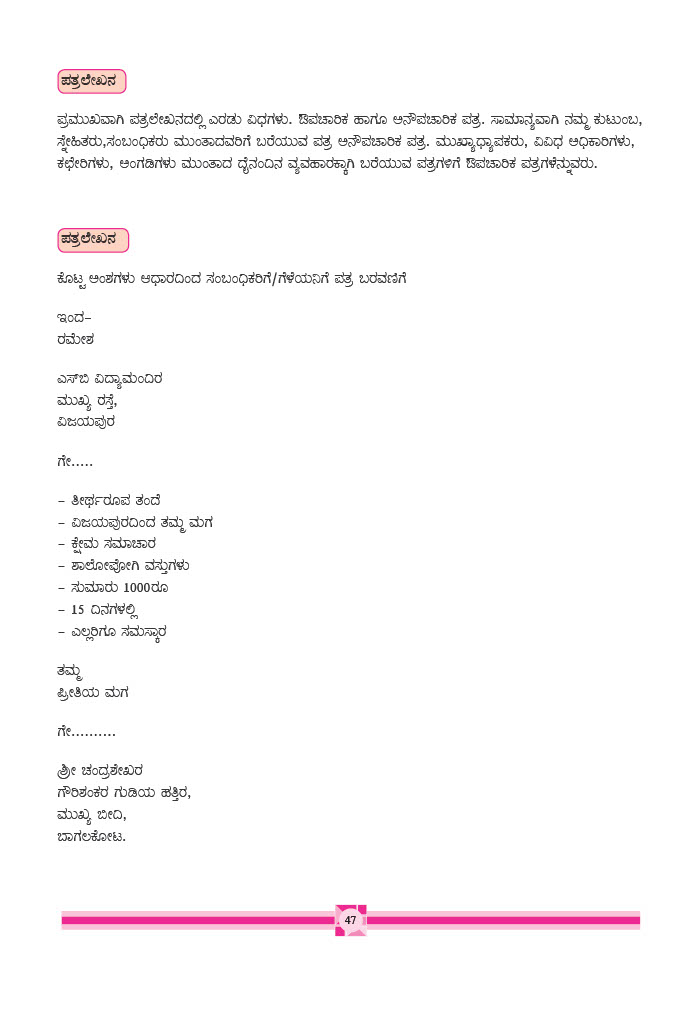 ಪತ್ರಲೇಖನ
ಪ್ರಮುಖವಾಗಿ ಪತ್ರಲೇಖನದಲ್ಲಿ ಎರಡು ವಿಧಗಳು. ಔಪಚಾರಿಕ ಹಾಗೂ ಅನೌಪಚಾರಿಕ ಪತ್ರ. ಸಾಮಾನ್ಯವಾಗಿ ನಮ್ಮ ಕುಟುಂಬ,
ಸ್ನೇಹಿತರು,ಸಂಬಂಧಿಕರು ಮುಂತಾದವರಿಗೆ ಬರೆಯುವ ಪತ್ರ ಅನೌಪಚಾರಿಕ ಪತ್ರ. ಮುಖ್ಯಾಧ್ಯಾಪಕರು, ವಿವಿಧ ಅಧಿಕಾರಿಗಳು,
ಕಛೇರಿಗಳು, ಅಂಗಡಿಗಳು ಮುಂತಾದ ದೈನಂದಿನ ವ್ಯವಹಾರಕ್ಕಾಗಿ ಬರೆಯುವ ಪತ್ರಗಳಿಗೆ ಔಪಚಾರಿಕ ಪತ್ರಗಳೆನ್ನುವರು.
ಪತ್ರಲೇಖನ
ಕೊಟ್ಟ ಅಂಶಗಳು ಆಧಾರದಿಂದ ಸಂಬಂಧಿಕರಿಗೆ/ಗೆಳೆಯನಿಗೆ ಪತ್ರ ಬರವಣಿಗೆ
ಇಂದ–
ರಮೇಶ
ಎಸ್‌ಬಿ ವಿದ್ಯಾಮಂದಿರ
ಮುಖ್ಯ ರಸ್ತೆ,
ವಿಜಯಪುರ
ಗೇ.....
– ತೀರ್ಥರೂಪ ತಂದೆ
– ವಿಜಯಪುರದಿಂದ ತಮ್ಮ ಮಗ
– ಕ್ಷೇಮ ಸಮಾಚಾರ
– ಶಾಲೋಪೋಗಿ ವಸ್ತುಗಳು
– ಸುಮಾರು 1000ರೂ
– 15 ದಿನಗಳಲ್ಲಿ
– ಎಲ್ಲರಿಗೂ ಸಮಸ್ಕಾರ
ತಮ್ಮ
ಪ್ರೀತಿಯ ಮಗ
ಗೇ..........
ಶ್ರೀ ಚಂದ್ರಶೇಖರ
ಗೌರಿಶಂಕರ ಗುಡಿಯ ಹತ್ತಿರ,
ಮುಖ್ಯ ಬೀದಿ,
ಬಾಗಲಕೋಟ.
47